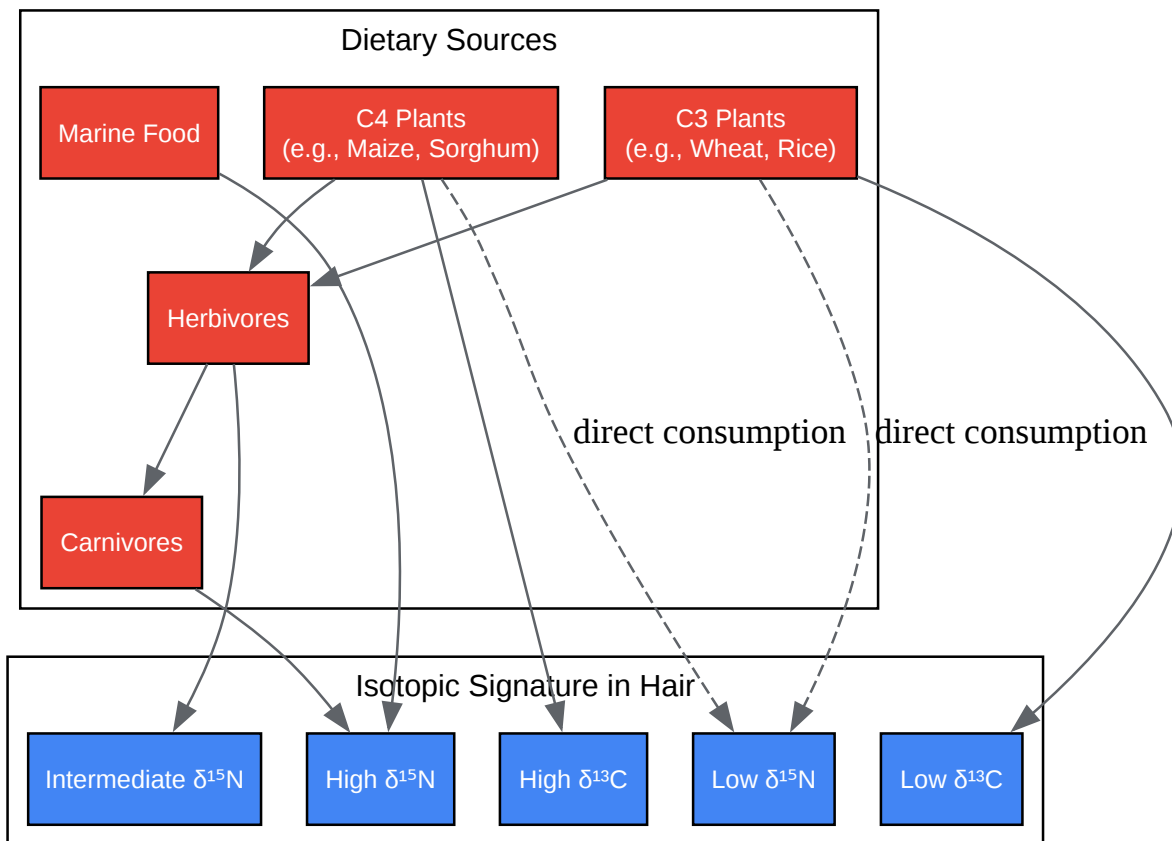 Dietary Sources
Marine Food
C4 Plants
(e.g., Maize, Sorghum)
C3 Plants
(e.g., Wheat, Rice)
Herbivores
direct consumption
direct consumption
Carnivores
Isotopic Signature in Hair
Intermediate δ¹⁵N
High δ¹⁵N
High δ¹³C
Low δ¹⁵N
Low δ¹³C